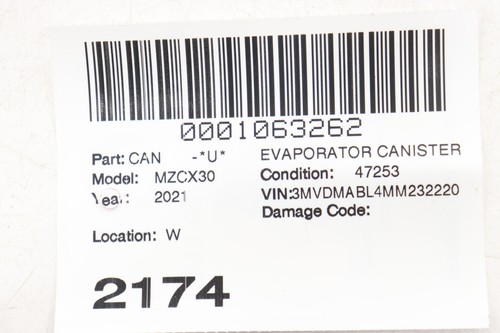 0001063262
Part: CAN -*U* EVAPORATOR CANISTER
Model: MZCX30 Condition: 47253
Year: 2021 VIN:3MVDMABL4MM232220
Damage Code:
Location: W
2174